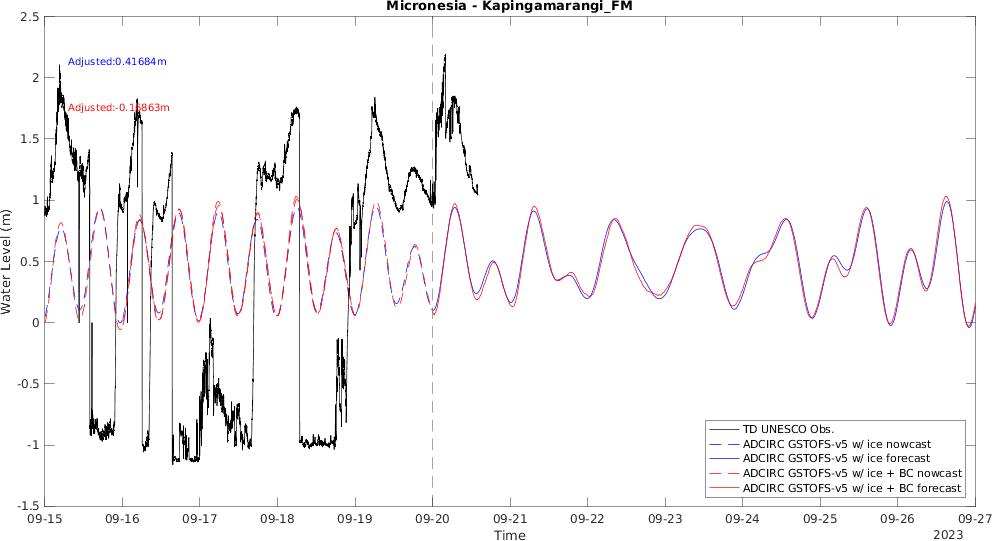 Micronesia - Kapingamarangi_FM
Adjusted:0.41684m
Adjusted:-0.16863m
Water Level (m)
2.5
2
1.5
1
0.5
0
-0.5
-1
-1.5
TD UNESCO Obs.
ADCIRC GSTOFS-v5 w/ ice nowcast
ADCIRC GSTOFS-v5 w/ ice forecast
ADCIRC GSTOFS-v5 w/ ice + BC nowcast
ADCIRC GSTOFS-v5 w/ ice + BC forecast
09-15 09-16 09-17 09-18 09-19 09-20 09-21 09-22 09-23 09-24 09-25 09-26 09-27
Time
2023